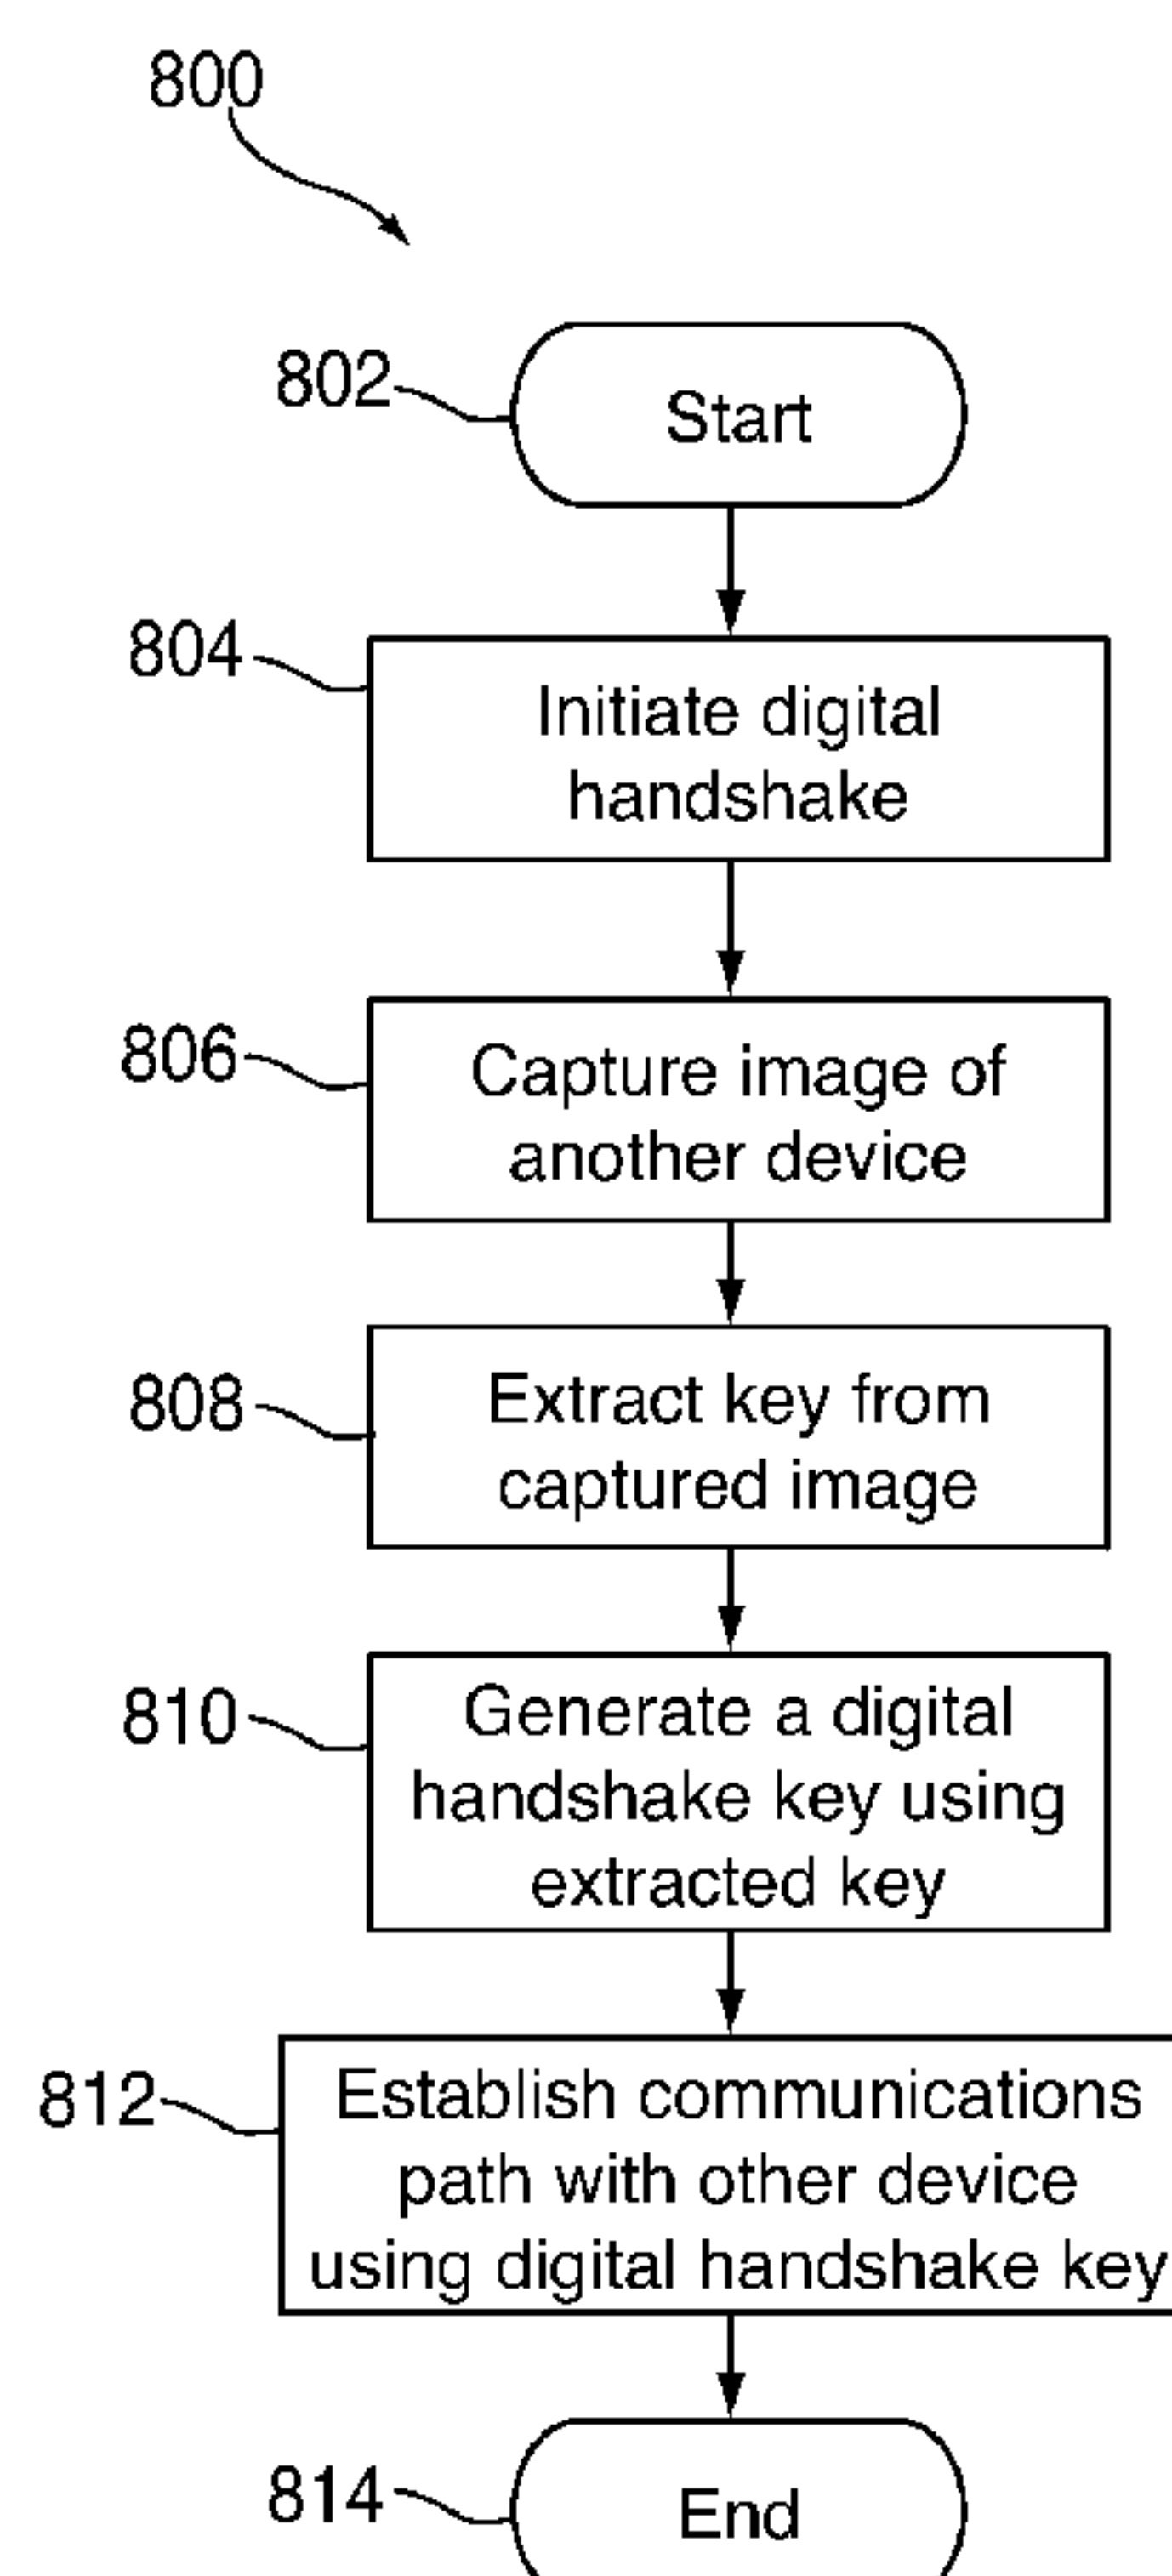 800
802
Start
804
Initiate digital
handshake
806
Capture image of
another device
808
Extract key from
captured image
810
Generate a digital
handshake key using
extracted key
812
Establish communications
path with other device
using digital handshake key
814
End